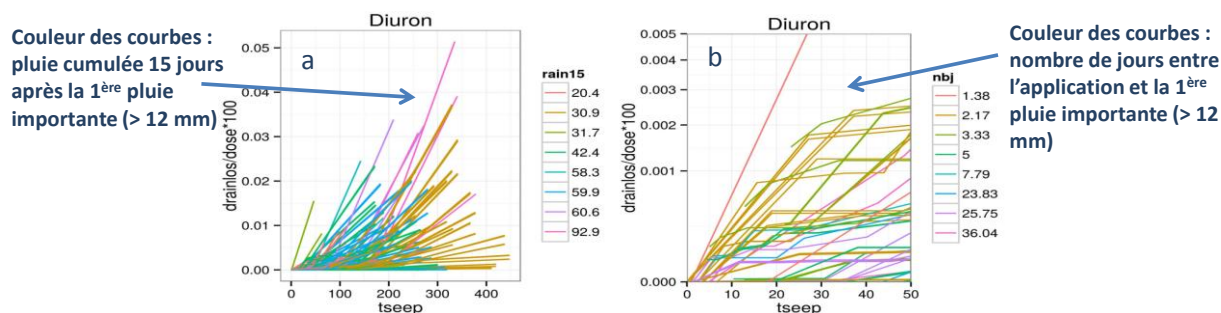 Couleur des courbes :
pluie cumulée 15 jours
après la 1ère pluie
importante (> 12 mm)
Diuron
a
drainlos/dose*100
0.05
0.04
0.03
0.02
0.01
0.00
0
100
200
300
400
tseep
rain15
20.4
30.9
31.7
42.4
58.3
59.9
60.6
92.9
Diuron
b
drainlos/dose*100
0.005
0.004
0.003
0.002
0.001
0.000
0
10
20
30
40
50
tseep
nbj
1.38
2.17
3.33
5
7.79
23.83
25.75
36.04
Couleur des courbes :
nombre de jours entre
l’application et la 1ère
pluie importante (> 12
mm)